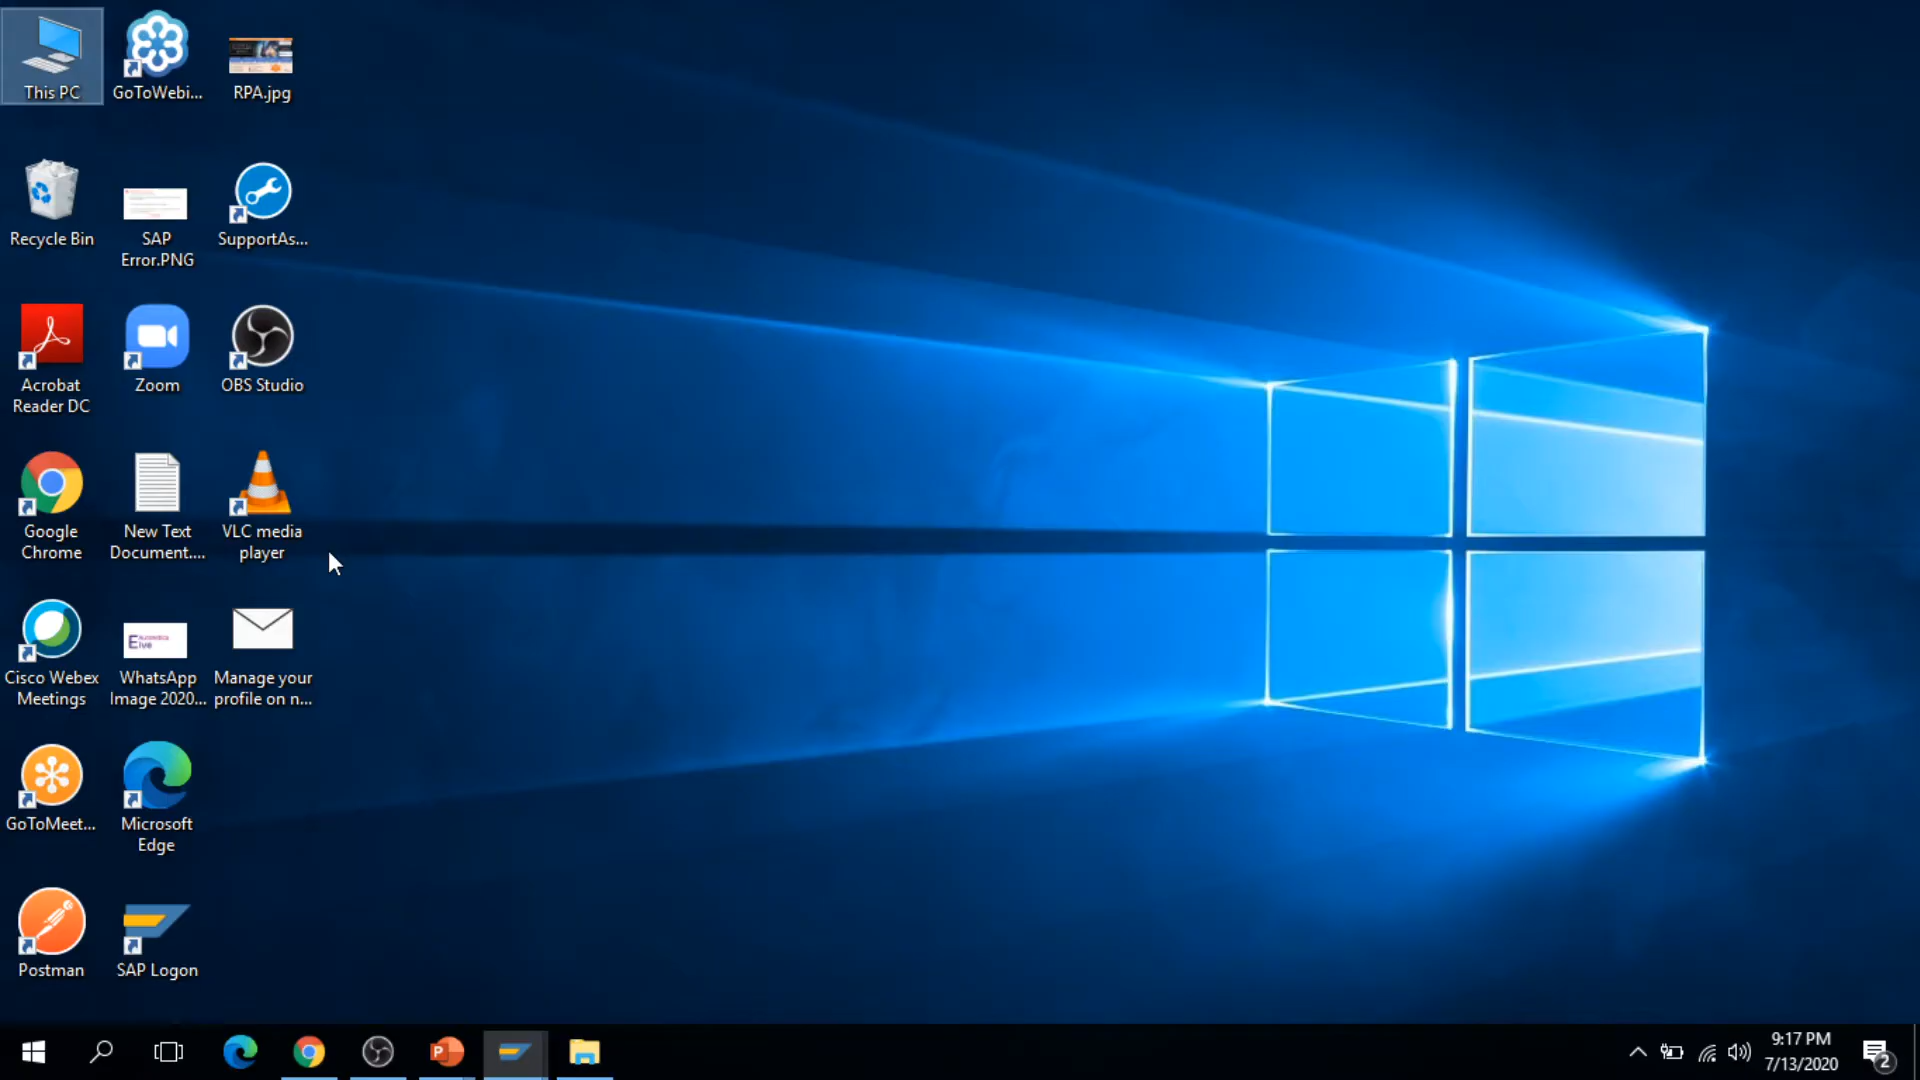 This PC
GoToWebi...
RPA.jpg
Recycle Bin
SAP
Error.PNG
SupportAs...
Acrobat
Reader DC
Zoom
OBS Studio
Google
Chrome
New Text
Document....
VLC media
player
Cisco Webex
Meetings
WhatsApp
Image 2020...
Manage your
profile on n...
GoToMeet...
Microsoft
Edge
Postman
SAP Logon
9:17 PM
7/13/2020
2